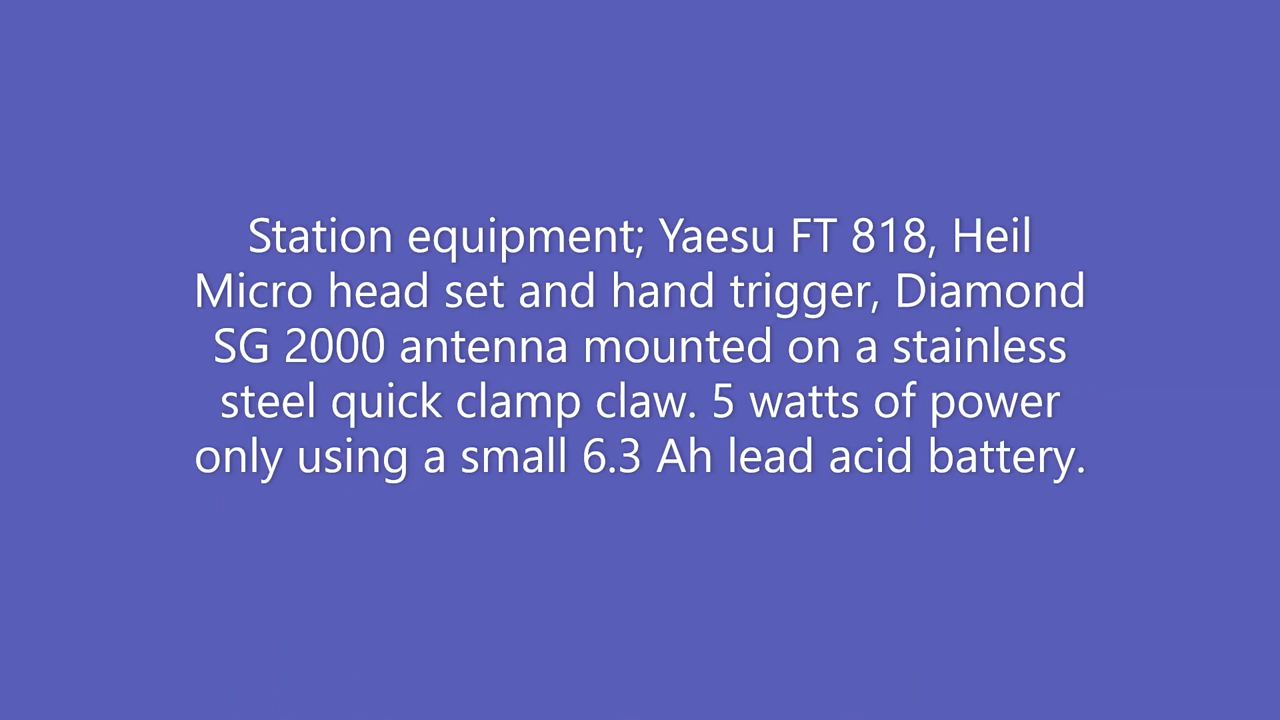 Station equipment; Yaesu FT 818, Heil
Micro head set and hand trigger, Diamond
SG 2000 antenna mounted on a stainless
steel quick clamp claw. 5 watts of power
only using a small 6.3 Ah lead acid battery.